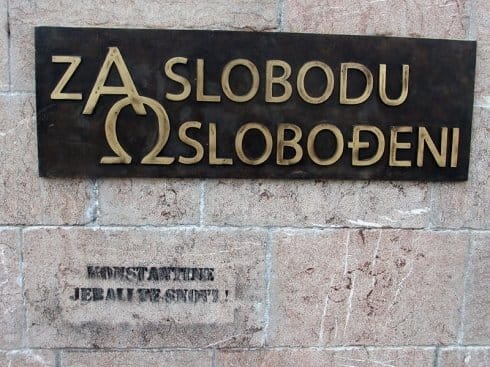 ZA SLOBODU
ΩSLOBOĐENI
KONSTANTINE
JEBALI TE SNOVI !